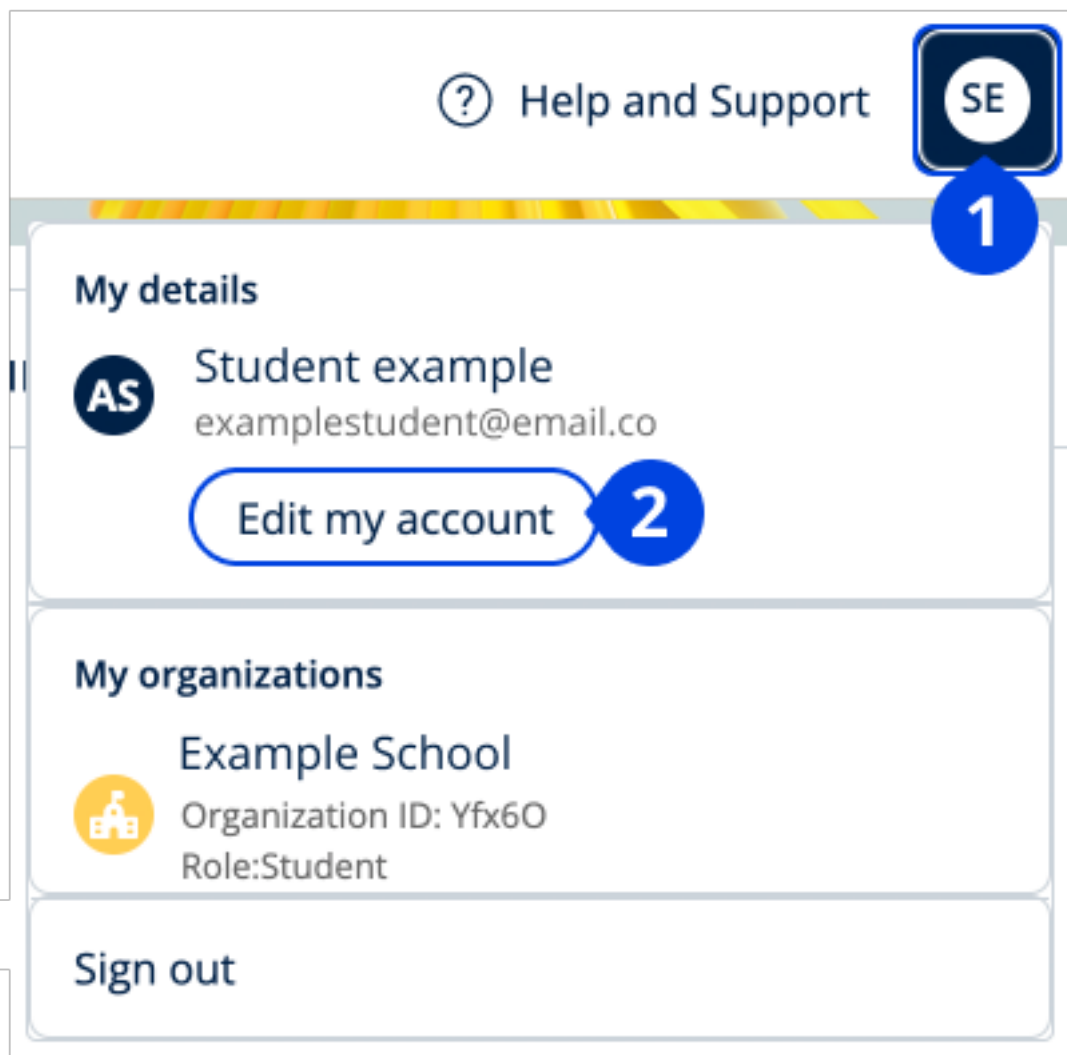 Help and Support
SE
1
My details
AS
Student example
examplestudent@email.co
Edit my account
2
My organizations
Example School
Organization ID: Yfx6O
Role:Student
Sign out